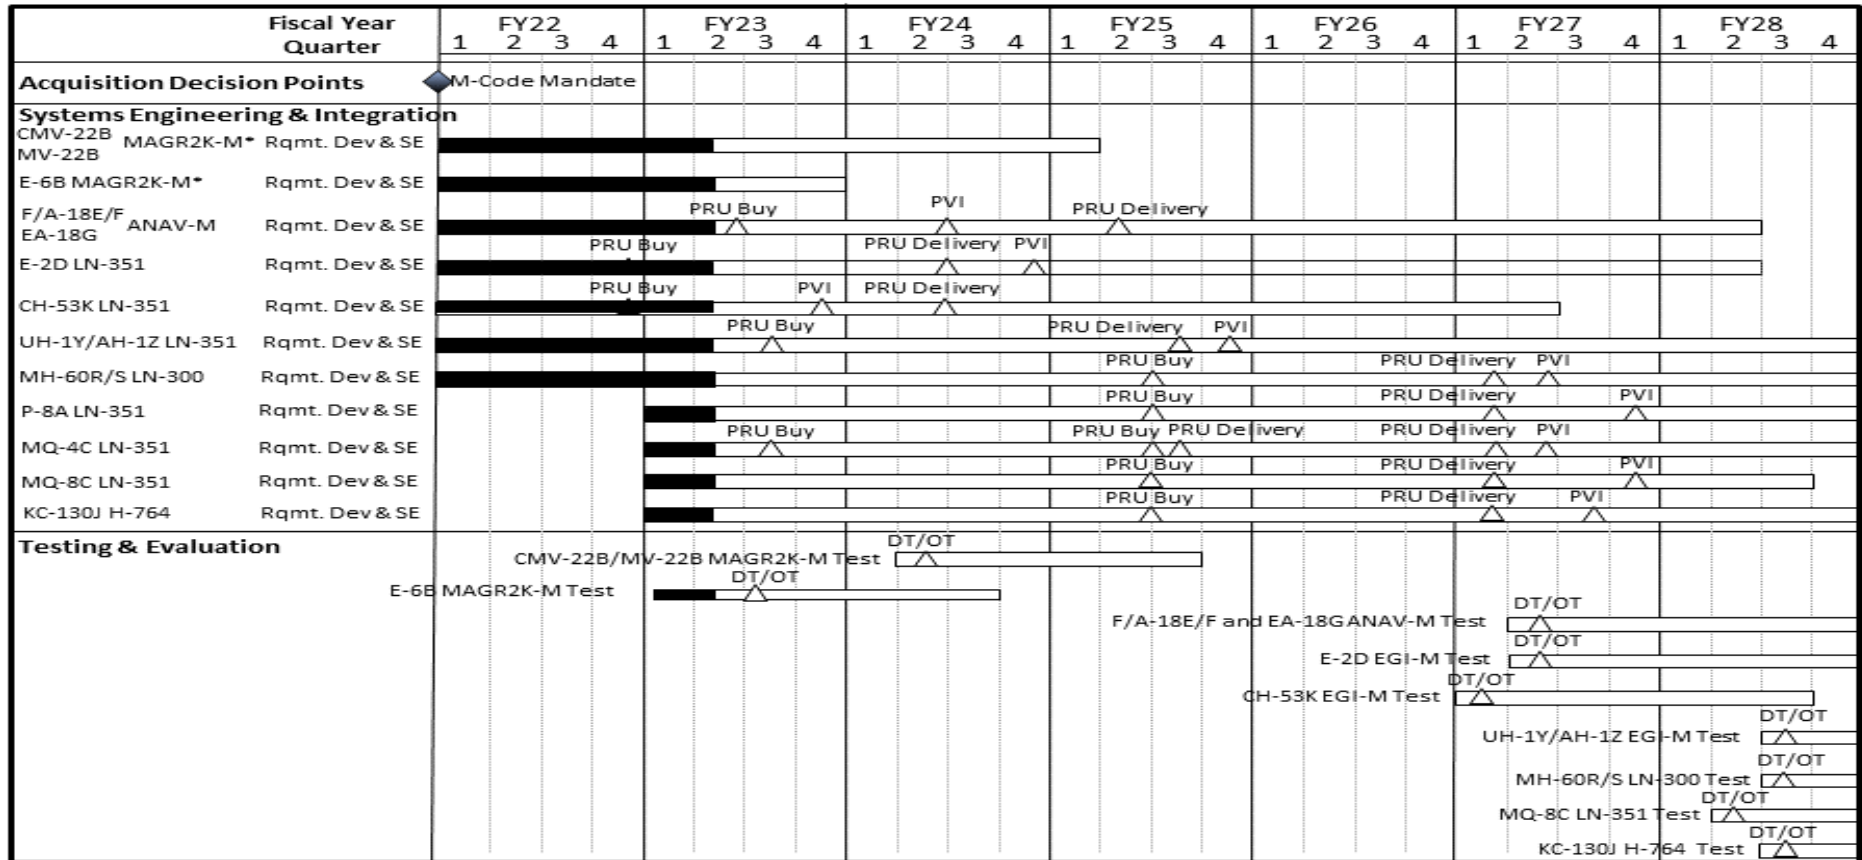 Fiscal Year FY22 FY23 FY24 FY25 FY26 FY27 FY28
Quarter 1 2 3 4 1 2 3 4 1 2 3 4 1 2 3 4 1 2 3 4 1 2 3 4 1 2 3 4
Acquisition Decision Points M-Code Mandate
Systems Engineering & Integration
CMV-22B
MV-22B MAGR2K-M* Rqmt. Dev & SE
E-6B MAGR2K-M* Rqmt. Dev & SE
PRU Buy PVI PRU Delivery
F/A-18E/F
EA-18G ANAV-M Rqmt. Dev & SE
PRU Buy PRU Delivery PVI
E-2D LN-351 Rqmt. Dev & SE
PRU Buy PVI PRU Delivery
CH-53K LN-351 Rqmt. Dev & SE
PRU Buy PRU Delivery PVI
UH-1Y/AH-1Z LN-351 Rqmt. Dev & SE
PRU Buy PRU Delivery PVI
MH-60R/S LN-300 Rqmt. Dev & SE
PRU Buy PRU Delivery PVI
P-8A LN-351 Rqmt. Dev & SE
PRU Buy PRU Buy PRU Delivery PRU Delivery PVI
MQ-4C LN-351 Rqmt. Dev & SE
PRU Buy PRU Delivery PVI
MQ-8C LN-351 Rqmt. Dev & SE
PRU Buy PRU Delivery PVI
KC-130J H-764 Rqmt. Dev & SE
Testing & Evaluation
DT/OT
CMV-22B/MV-22B MAGR2K-M Test
DT/OT
E-6B MAGR2K-M Test
DT/OT
F/A-18E/F and EA-18G ANAV-M Test
DT/OT
E-2D EGI-M Test
DT/OT
CH-53K EGI-M Test
DT/OT
UH-1Y/AH-1Z EGI-M Test
DT/OT
MH-60R/S LN-300 Test
DT/OT
MQ-8C LN-351 Test
DT/OT
KC-130J H-764 Test